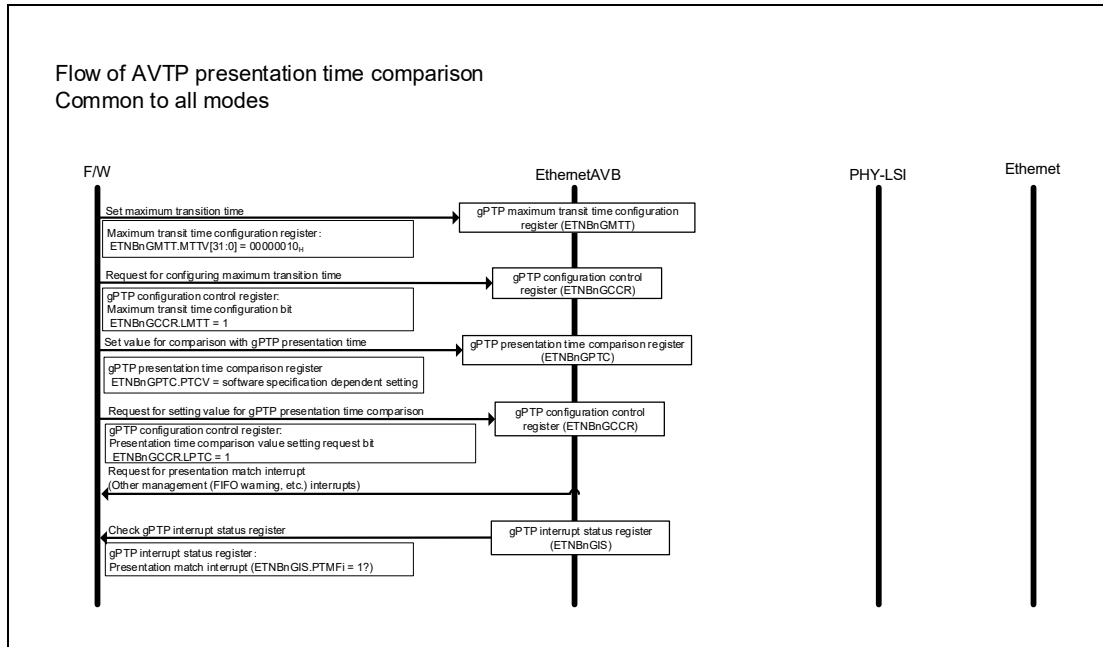 Flow of AVTP presentation time comparison
Common to all modes
F/W
EthernetAVB
PHY-LSI
Ethernet
Set maximum transition time
gPTP maximum transit time configuration
register (ETNBnGMTT)
Maximum transit time configuration register:
ETNBnGMTT.MTTV[31:0] = 00000010H
Request for configuring maximum transition time
gPTP configuration control
register (ETNBnGCCR)
gPTP configuration control register:
Maximum transit time configuration bit
ETNBnGCCR.LMTT = 1
Set value for comparison with gPTP presentation time
gPTP presentation time comparison register
(ETNBnGPTC)
gPTP presentation time comparison register
ETNBnGPTC.PTCV = software specification dependent setting
Request for setting value for gPTP presentation time comparison
gPTP configuration control
register (ETNBnGCCR)
gPTP configuration control register:
Presentation time comparison value setting request bit
ETNBnGCCR.LPTC = 1
Request for presentation match interrupt
(Other management (FIFO warning, etc.) interrupts)
Check gPTP interrupt status register
gPTP interrupt status register
(ETNBnGIS)
gPTP interrupt status register:
Presentation match interrupt (ETNBnGIS.PTMFi = 1?)